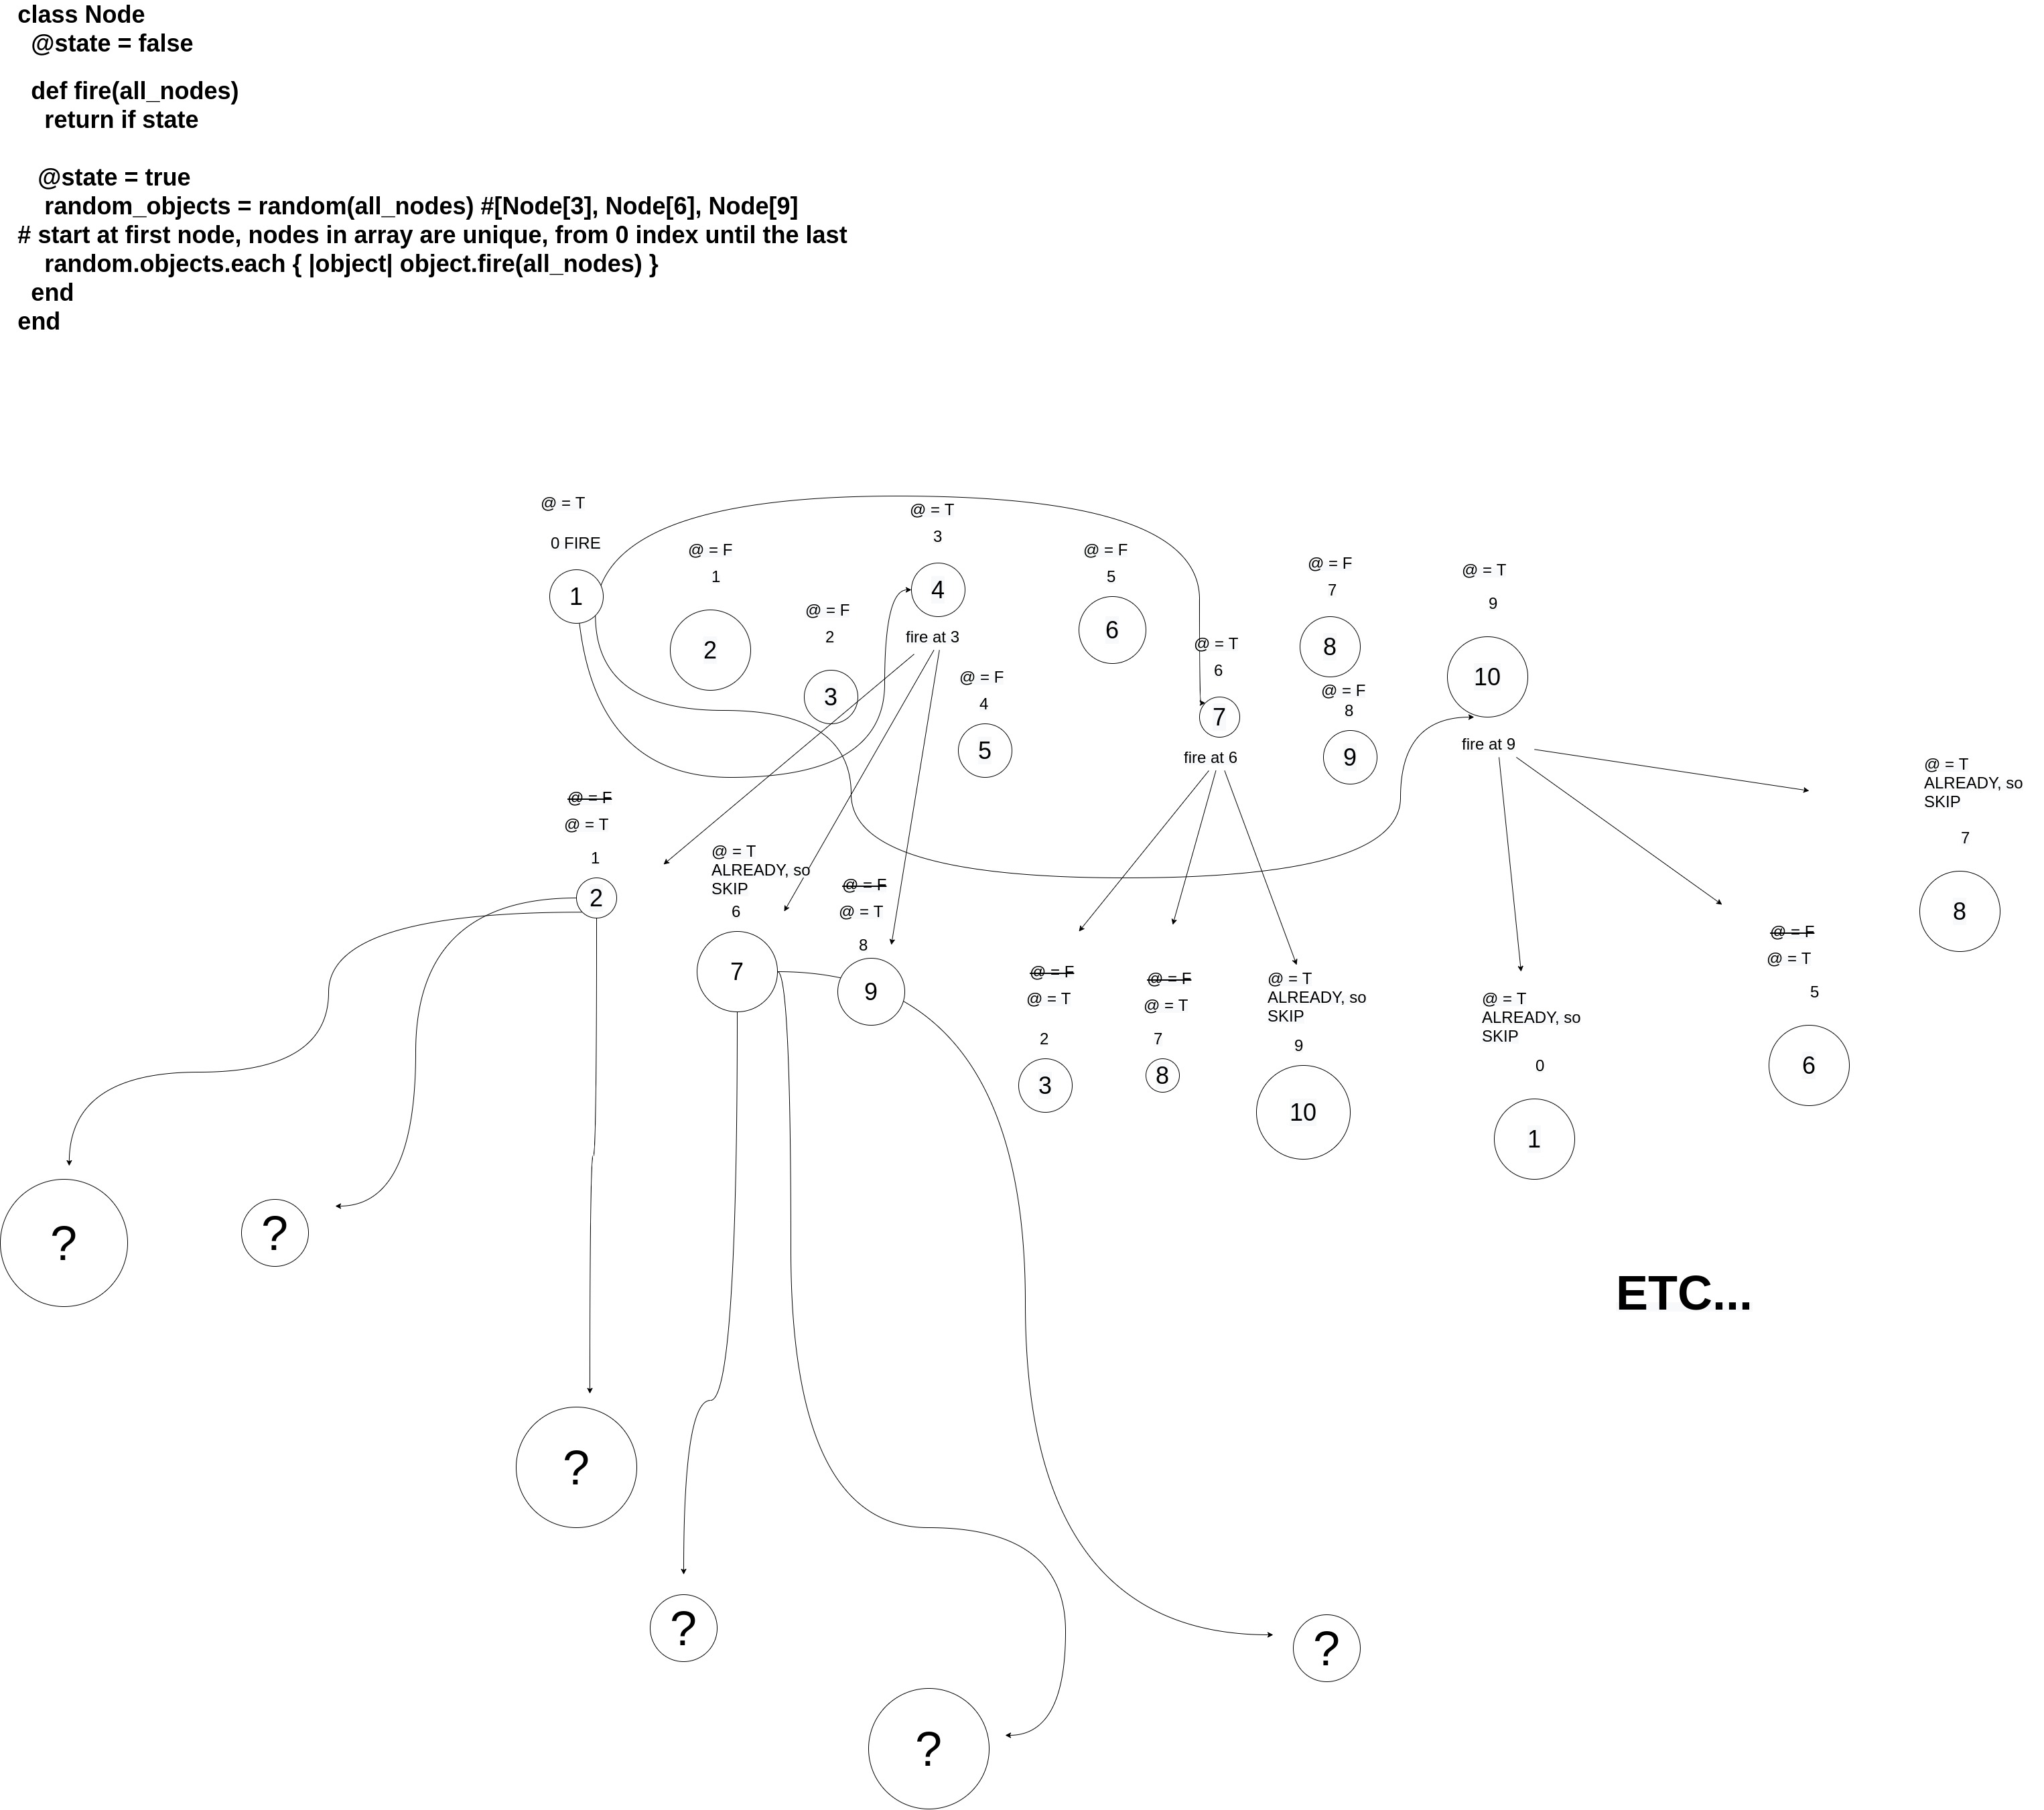 class Node
@state = false
def fire(all_nodes)
return if state
@state = true
random_objects = random(all_nodes) #[Node[3], Node[6], Node[9]
# start at first node, nodes in array are unique, from 0 index until the last
random.objects.each { |object| object.fire(all_nodes) }
end
end
@ = T
0 FIRE
1
@ = F
1
2
@ = F
2
3
@ = T
3
4
fire at 3
@ = F
4
5
@ = F
5
6
@ = T
6
7
fire at 6
@ = F
7
8
@ = F
8
9
@ = T
9
10
fire at 9
@ = F
@ = T
1
2
@ = T
ALREADY, so
SKIP
6
7
@ = F
@ = T
8
9
@ = F
@ = T
2
3
@ = F
@ = T
7
8
@ = T
ALREADY, so
SKIP
9
10
@ = T
ALREADY, so
SKIP
0
1
@ = F
@ = T
5
6
@ = T
ALREADY, so
SKIP
7
8
?
?
ETC...
?
?
?
?